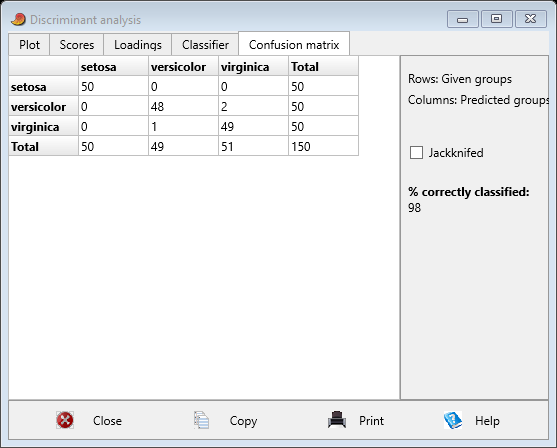 Discriminant analysis
Plot Scores Loadings Classifier Confusion matrix
setosa versicolor virginica Total
setosa 50 0 0 50
versicolor 0 48 2 50
virginica 0 1 49 50
Total 50 49 51 150
Rows: Given groups
Columns: Predicted groups
Jackknifed
% correctly classified:
98
Close Copy Print Help